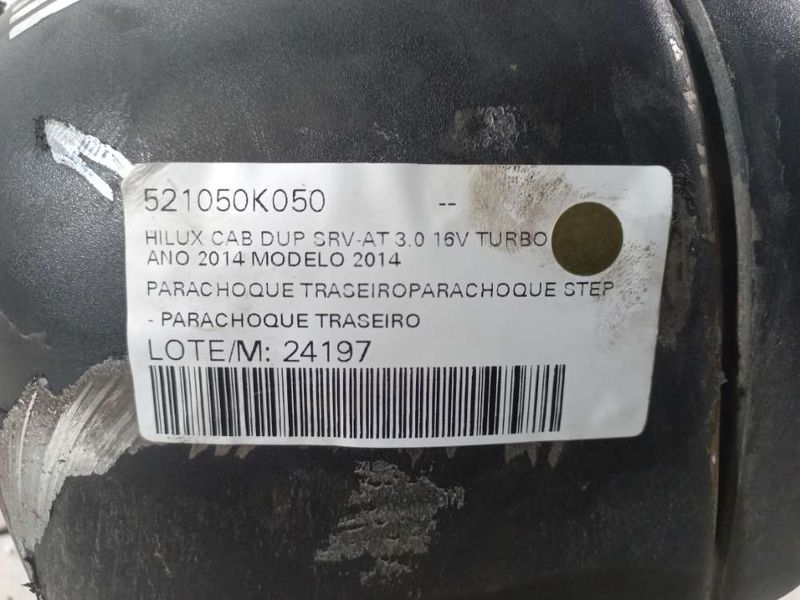 521050K050 --
HILUX CAB DUP SRV-AT 3.0 16V TURBO
ANO 2014 MODELO 2014
PARACHOQUE TRASEIROPARACHOQUE STEP
- PARACHOQUE TRASEIRO
LOTE/M: 24197